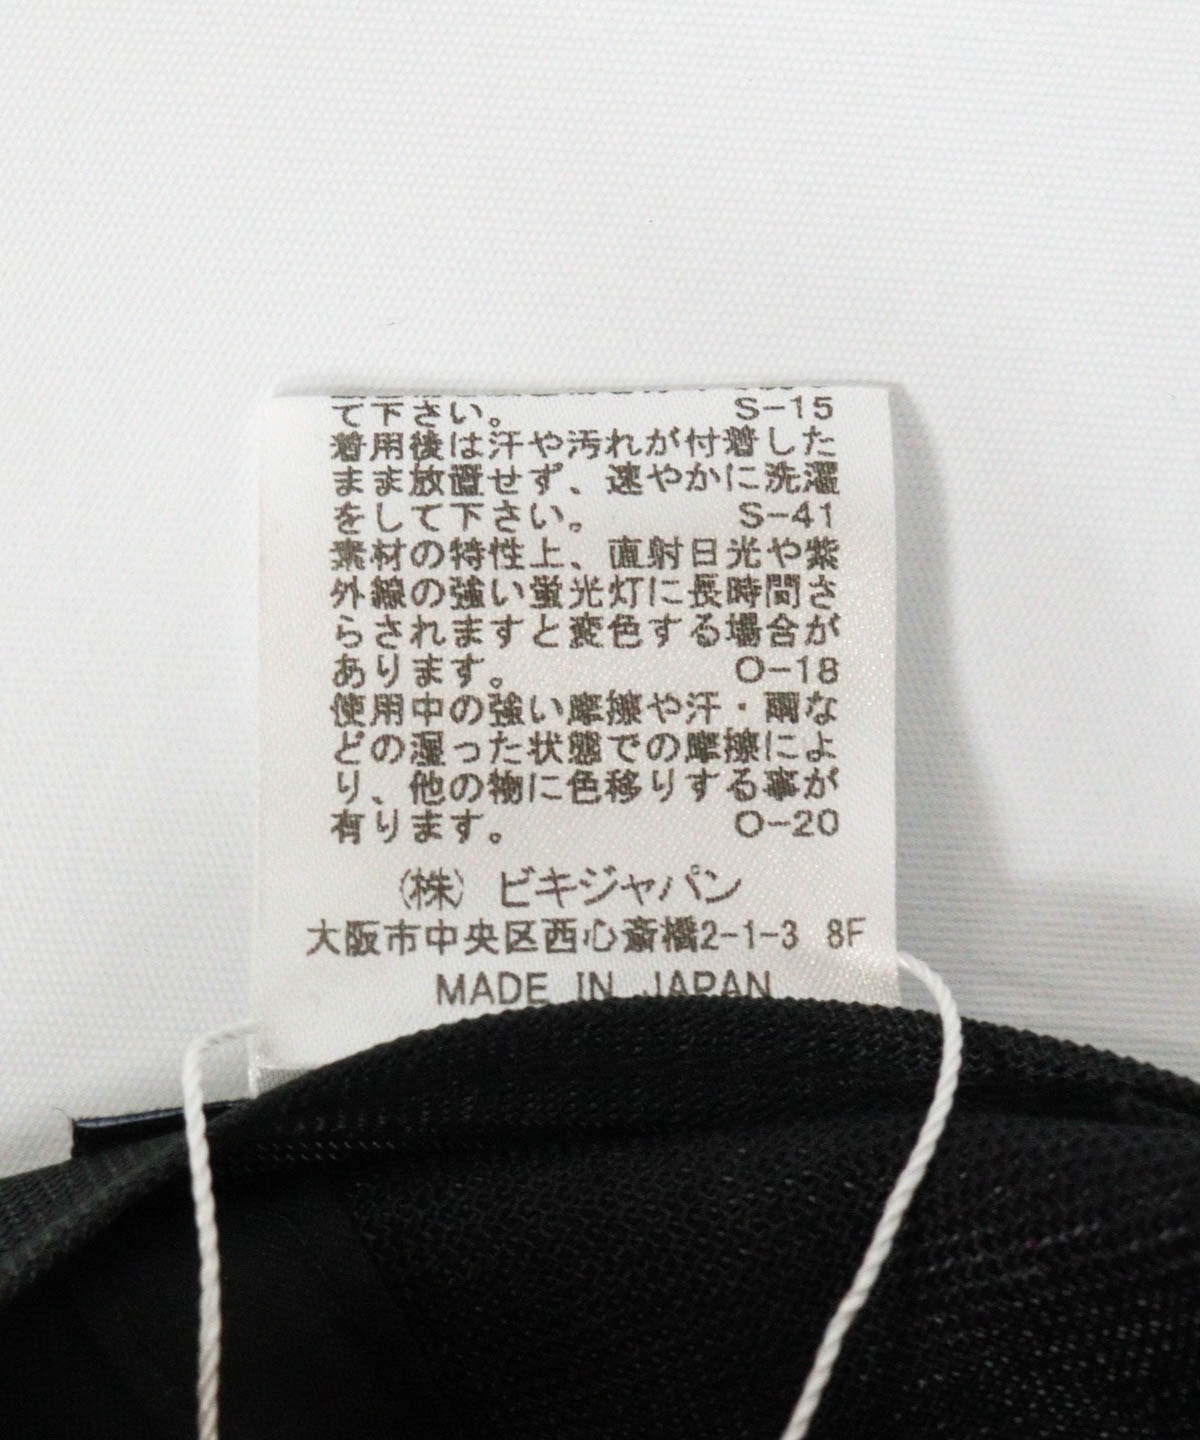 て下さい。 S-15
着用後は汗や汚れが付着した
まま放置せず、速やかに洗濯
をして下さい。 S-41
素材の特性上、直射日光や紫
外線の強い蛍光灯に長時間さ
らされますと変色する場合が
あります。 O-18
使用中の強い摩擦や汗・雨な
どの湿った状態での摩擦によ
り、他の物に色移りする事が
有ります。 O-20
(株) ビキジャパン
大阪市中央区西心斎橋2-1-3 8F
MADE IN JAPAN